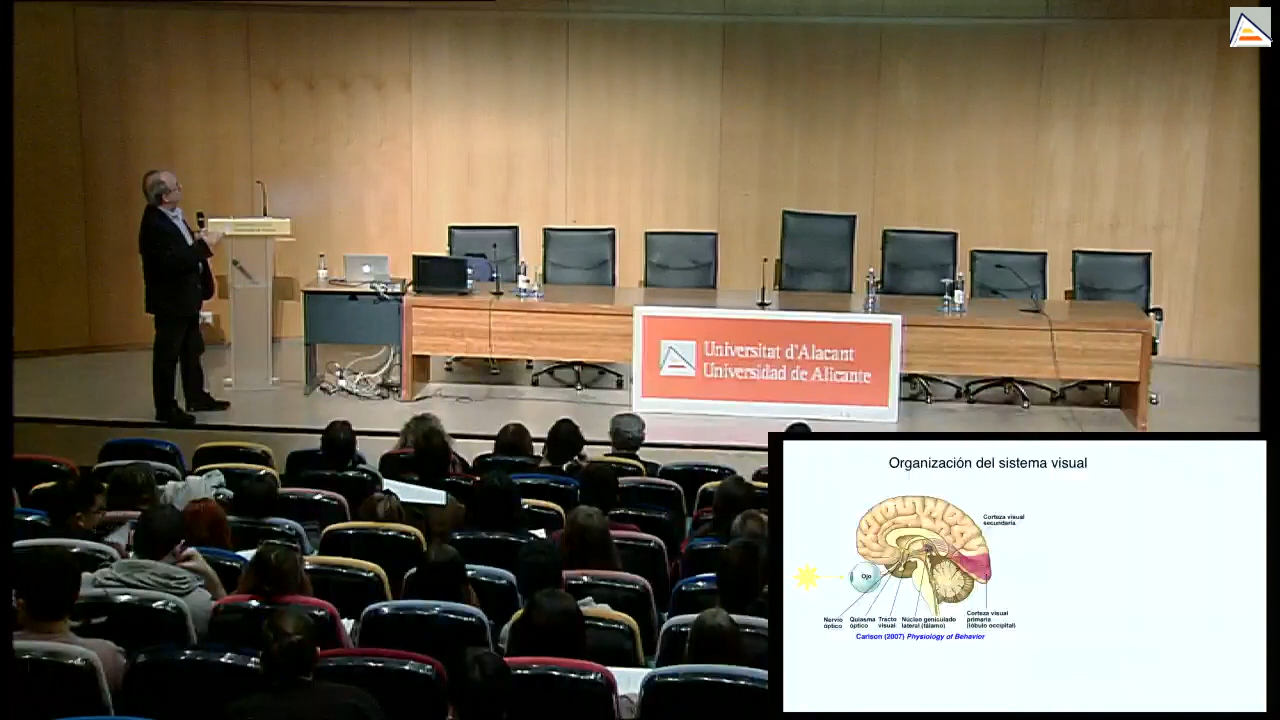 Universitat d'Alacant
Universidad de Alicante
Organización del sistema visual
Corteza visual
secundaria
Ojo
Nervio
óptico
Quiasma
óptico
Tracto
visual
Núcleo geniculado
lateral (tálamo)
Corteza visual
primaria
(lóbulo occipital)
Carlson (2007) Physiology of Behavior